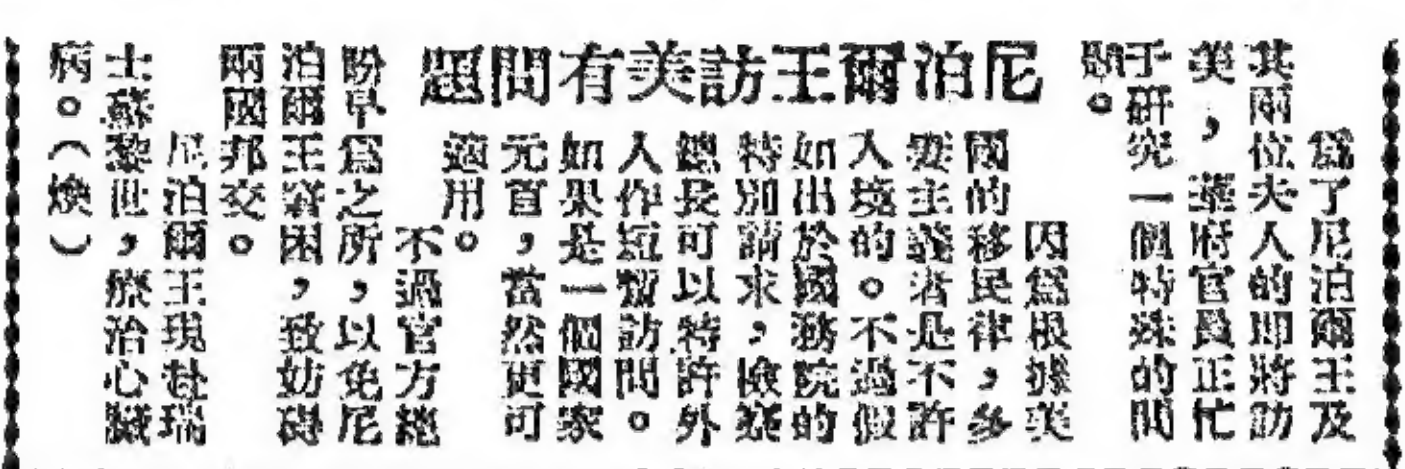 尼泊爾王訪美有問題
爲了尼泊爾王及
其兩位夫人的即將訪
美，華府官員正忙
于研究一個特殊的問
題。
因爲根據美
國的移民律，多
妻主義者是不許
入境的。不過假
如出於國務院的
特別請求，檢察
總長可以特許外
人作短暫訪問。
如果是一個國家
元首，當然更可
適用。
不過官方總
盼早爲之所，以免尼
泊爾王窘困，致妨碍
兩國邦交。
尼泊爾王現赴瑞
士蘇黎世，療治心臟
病。（煥）